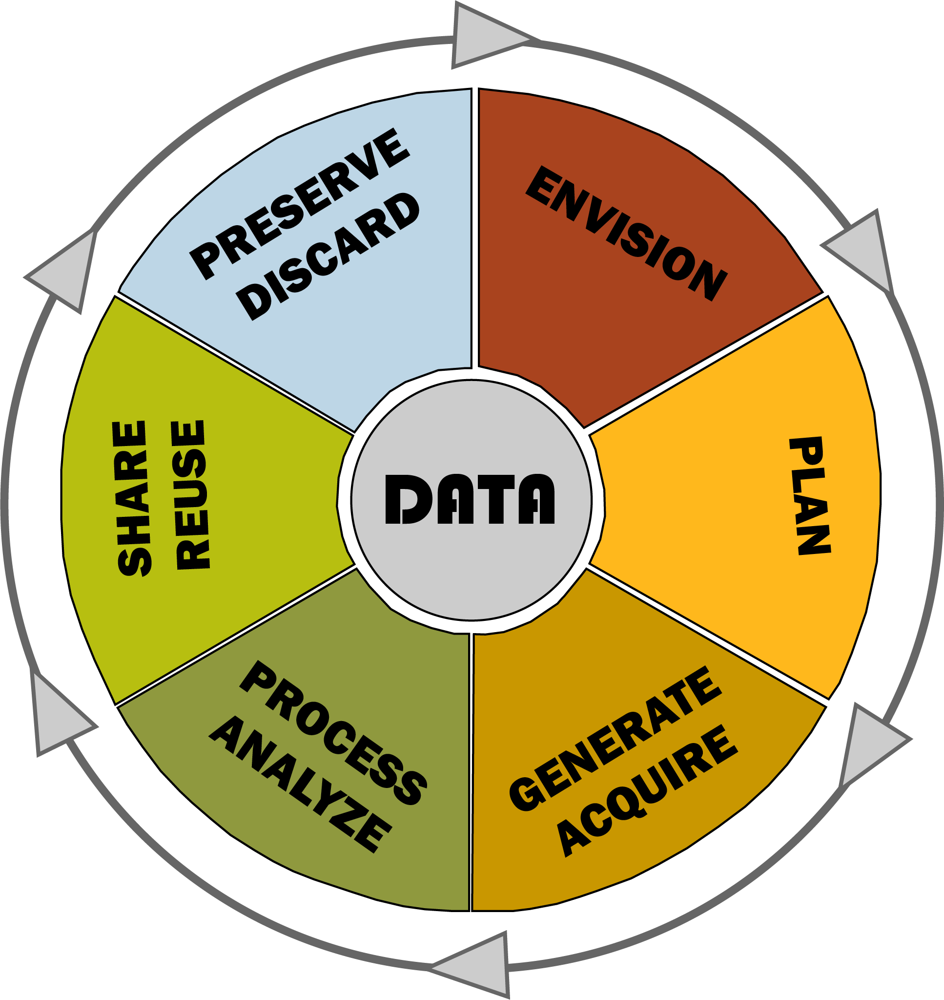 ENVISION
PLAN
GENERATE
ACQUIRE
PROCESS
ANALYZE
SHARE
REUSE
PRESERVE
DISCARD
DATA